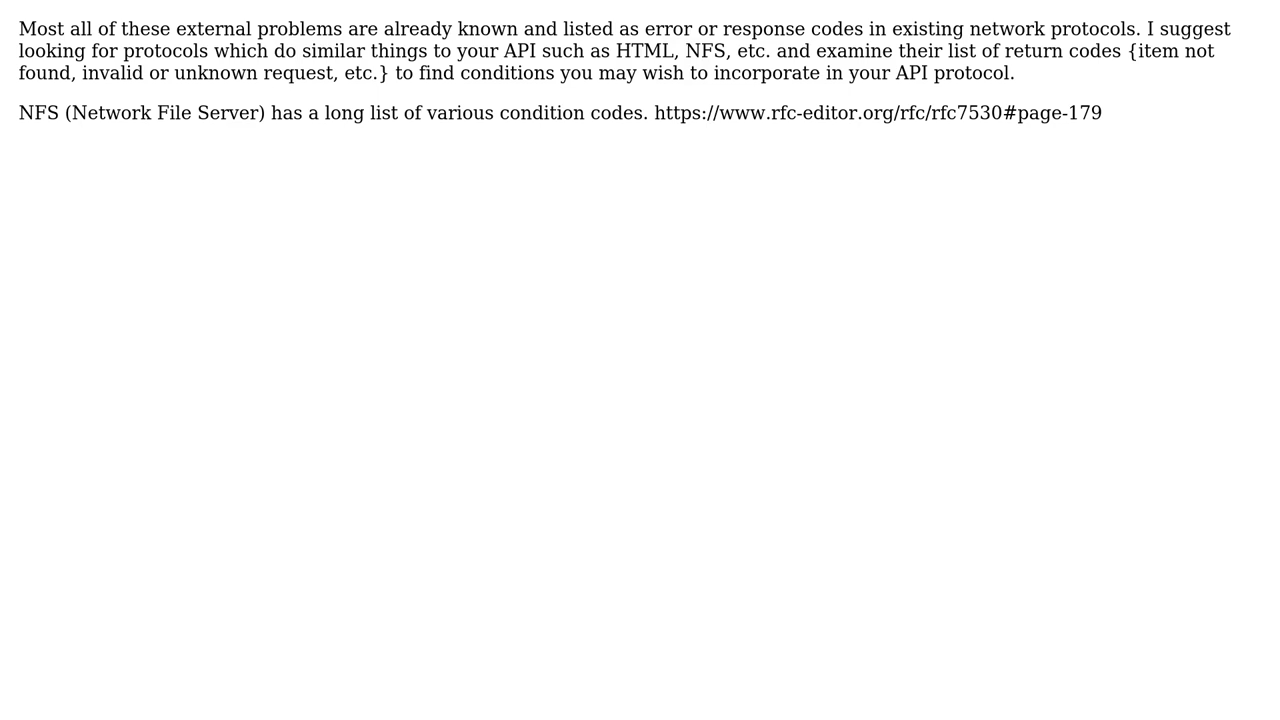 Most all of these external problems are already known and listed as error or response codes in existing network protocols. I suggest
looking for protocols which do similar things to your API such as HTML, NFS, etc. and examine their list of return codes {item not
found, invalid or unknown request, etc.} to find conditions you may wish to incorporate in your API protocol.
NFS (Network File Server) has a long list of various condition codes. https://www.rfc-editor.org/rfc/rfc7530#page-179